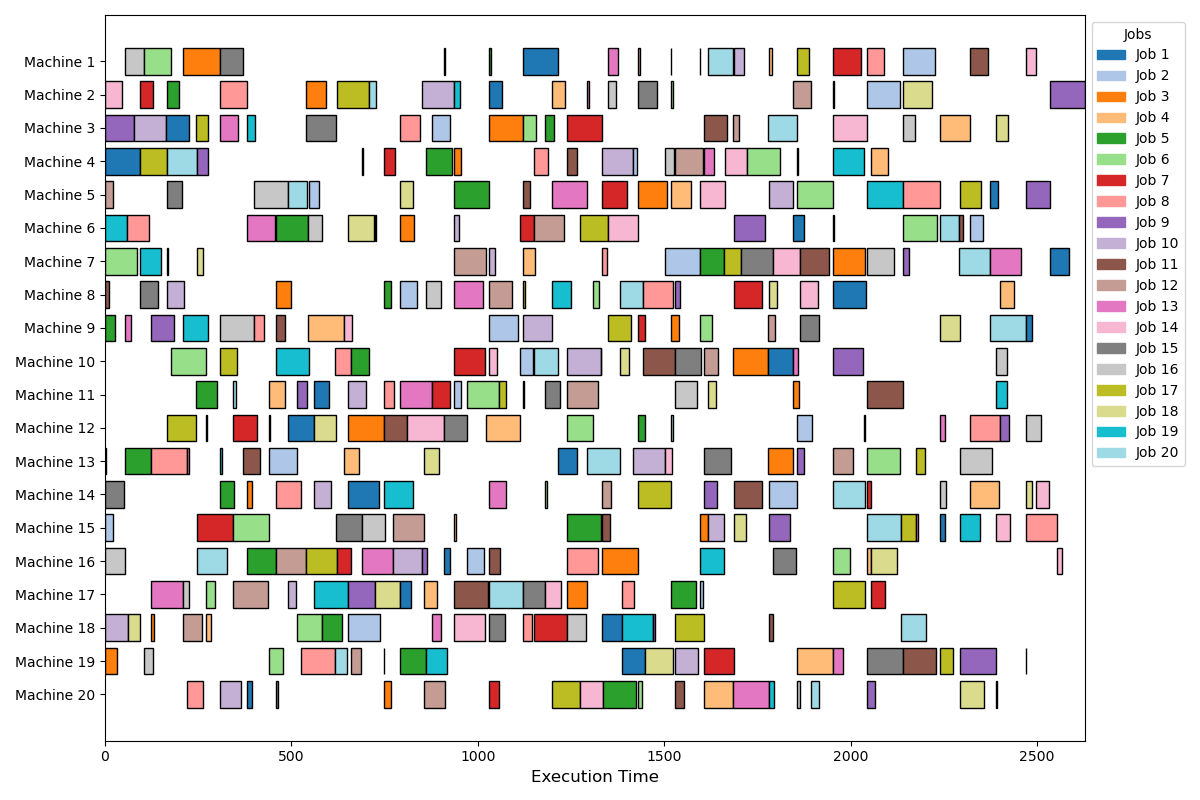 Machine 1
Machine 2
Machine 3
Machine 4
Machine 5
Machine 6
Machine 7
Machine 8
Machine 9
Machine 10
Machine 11
Machine 12
Machine 13
Machine 14
Machine 15
Machine 16
Machine 17
Machine 18
Machine 19
Machine 20
0 500 1000 1500 2000 2500
Execution Time
Jobs
Job 1
Job 2
Job 3
Job 4
Job 5
Job 6
Job 7
Job 8
Job 9
Job 10
Job 11
Job 12
Job 13
Job 14
Job 15
Job 16
Job 17
Job 18
Job 19
Job 20